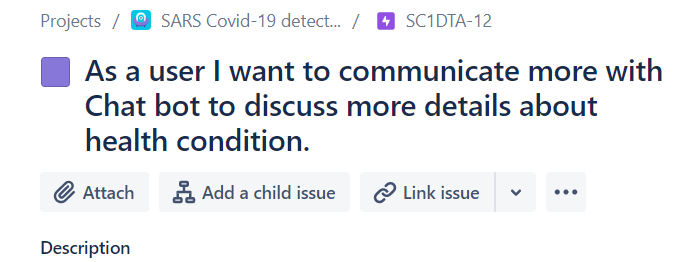 Projects / SARS Covid-19 detect... / SC1DTA-12
As a user I want to communicate more with
Chat bot to discuss more details about
health condition.
Attach Add a child issue Link issue
Description